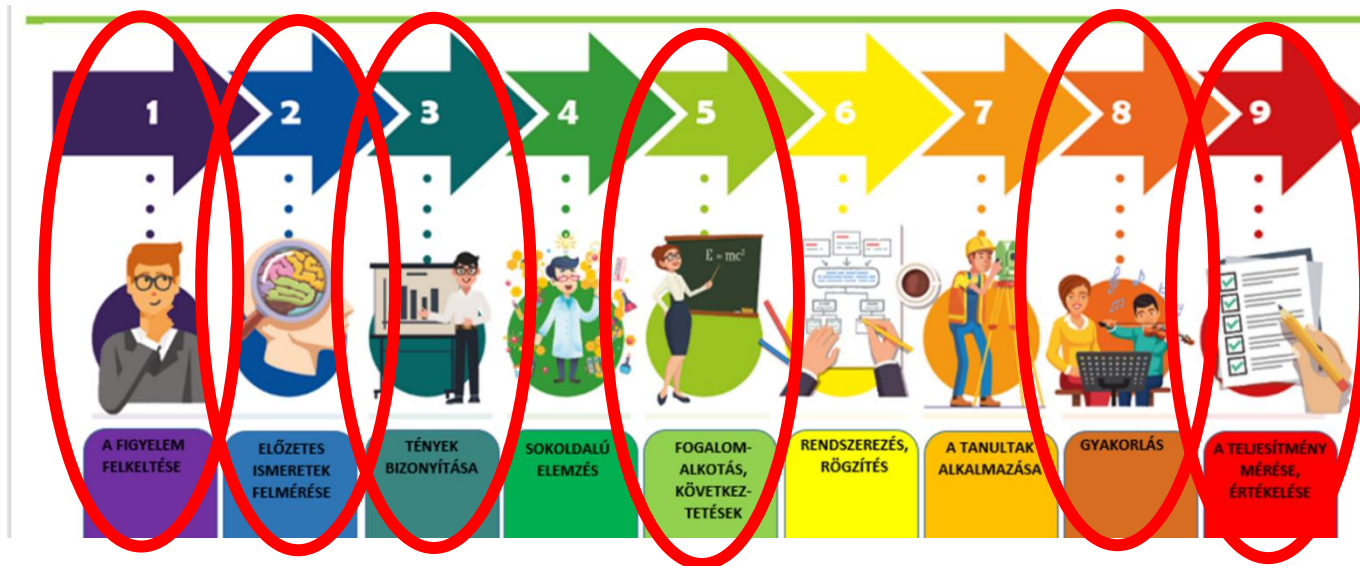 1
2
3
4
5
6
7
8
9
E = mc²
A FIGYELEM
FELKELTÉSE
ELŐZETES
ISMERETEK
FELMÉRÉSE
TÉNYEK
BIZONYÍTÁSA
SOKOLDALÚ
ELEMZÉS
FOGALOM-
ALKOTÁS,
KÖVETKEZ-
TETÉSEK
RENDSZEREZÉS,
RÖGZÍTÉS
A TANULTAK
ALKALMAZÁSA
GYAKORLÁS
A TELJESÍTMÉNY
MÉRÉSE,
ÉRTÉKELÉSE